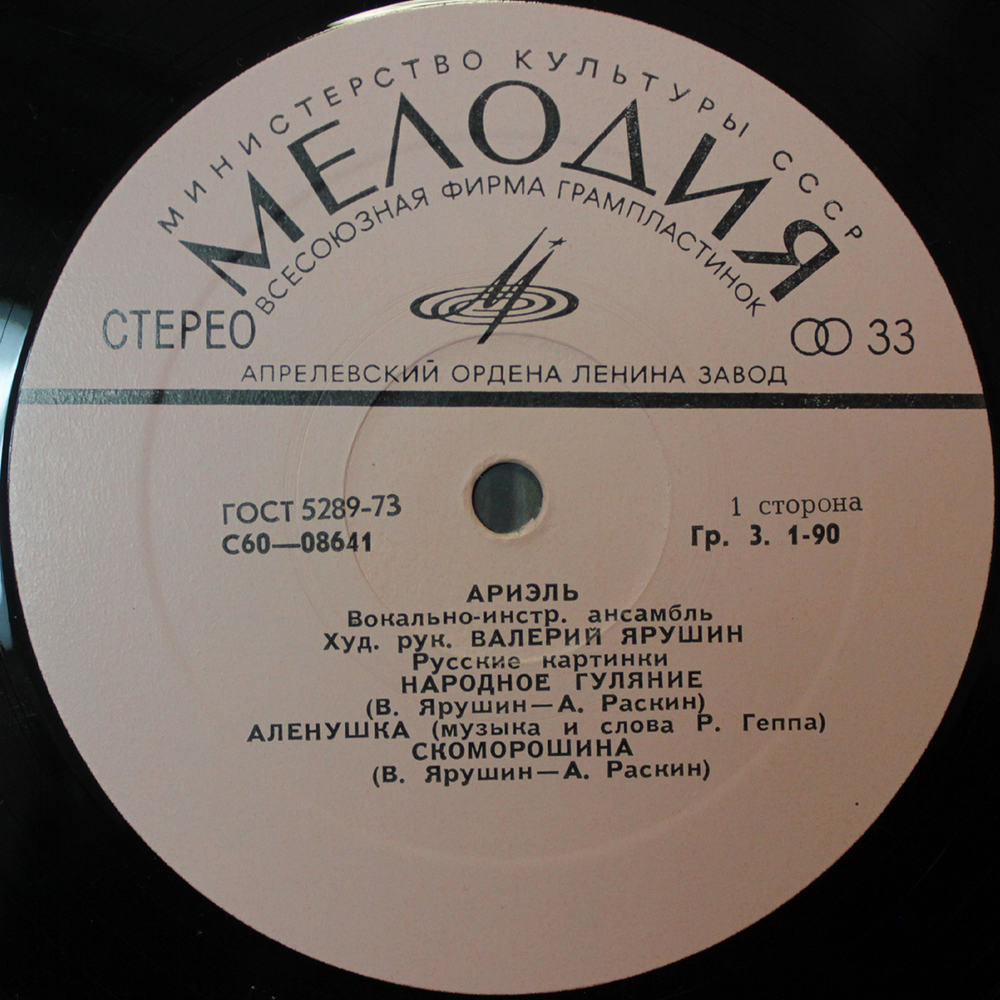 МИНИСТЕРСТВО КУЛЬТУРЫ СССР
МЕЛОДИЯ
ВСЕСОЮЗНАЯ ФИРМА ГРАМПЛАСТИНОК
СТЕРЕО
33
АПРЕЛЕВСКИЙ ОРДЕНА ЛЕНИНА ЗАВОД
ГОСТ 5289-73
1 сторона
С60—08641
Гр. 3. 1-90
АРИЭЛЬ
Вокально-инстр. ансамбль
Худ. рук. ВАЛЕРИЙ ЯРУШИН
Русские картинки
НАРОДНОЕ ГУЛЯНИЕ
(В. Ярушин—А. Раскин)
АЛЕНУШКА (музыка и слова Р. Геппа)
СКОМОРОШИНА
(В. Ярушин—А. Раскин)